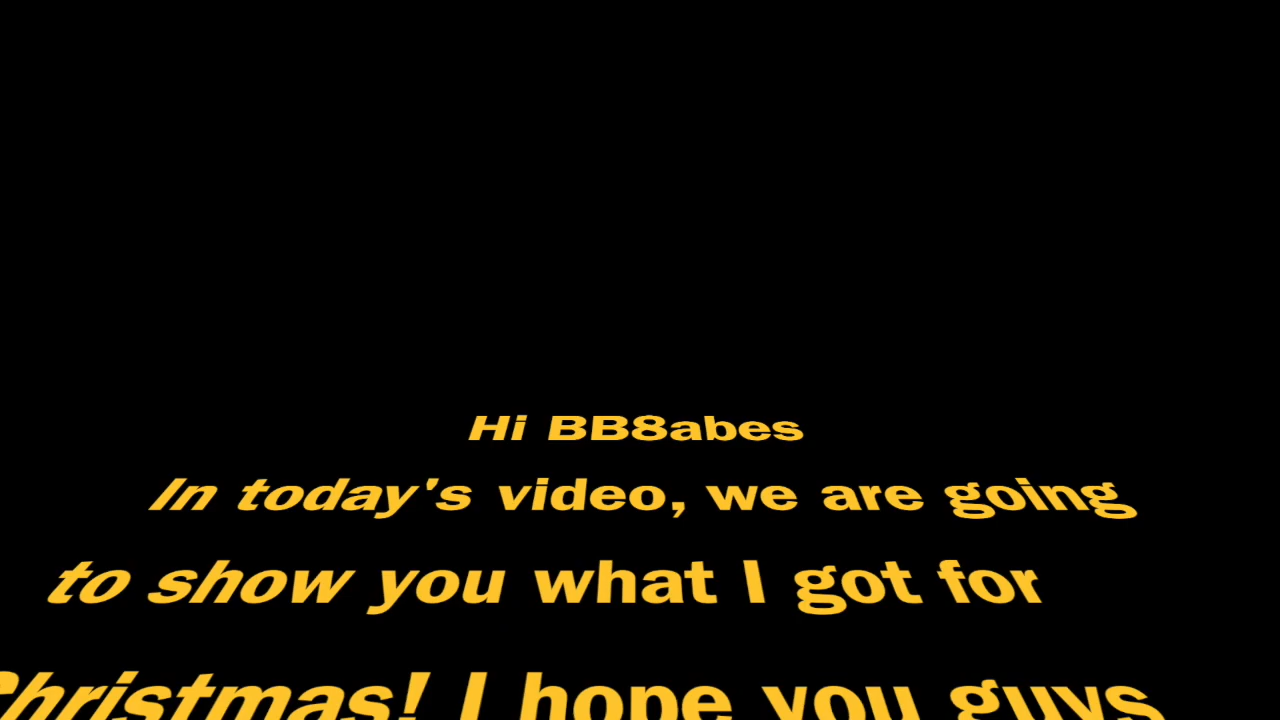 Hi BB8abes
In today's video, we are going
to show you what I got for
Christmas! I hope you guys